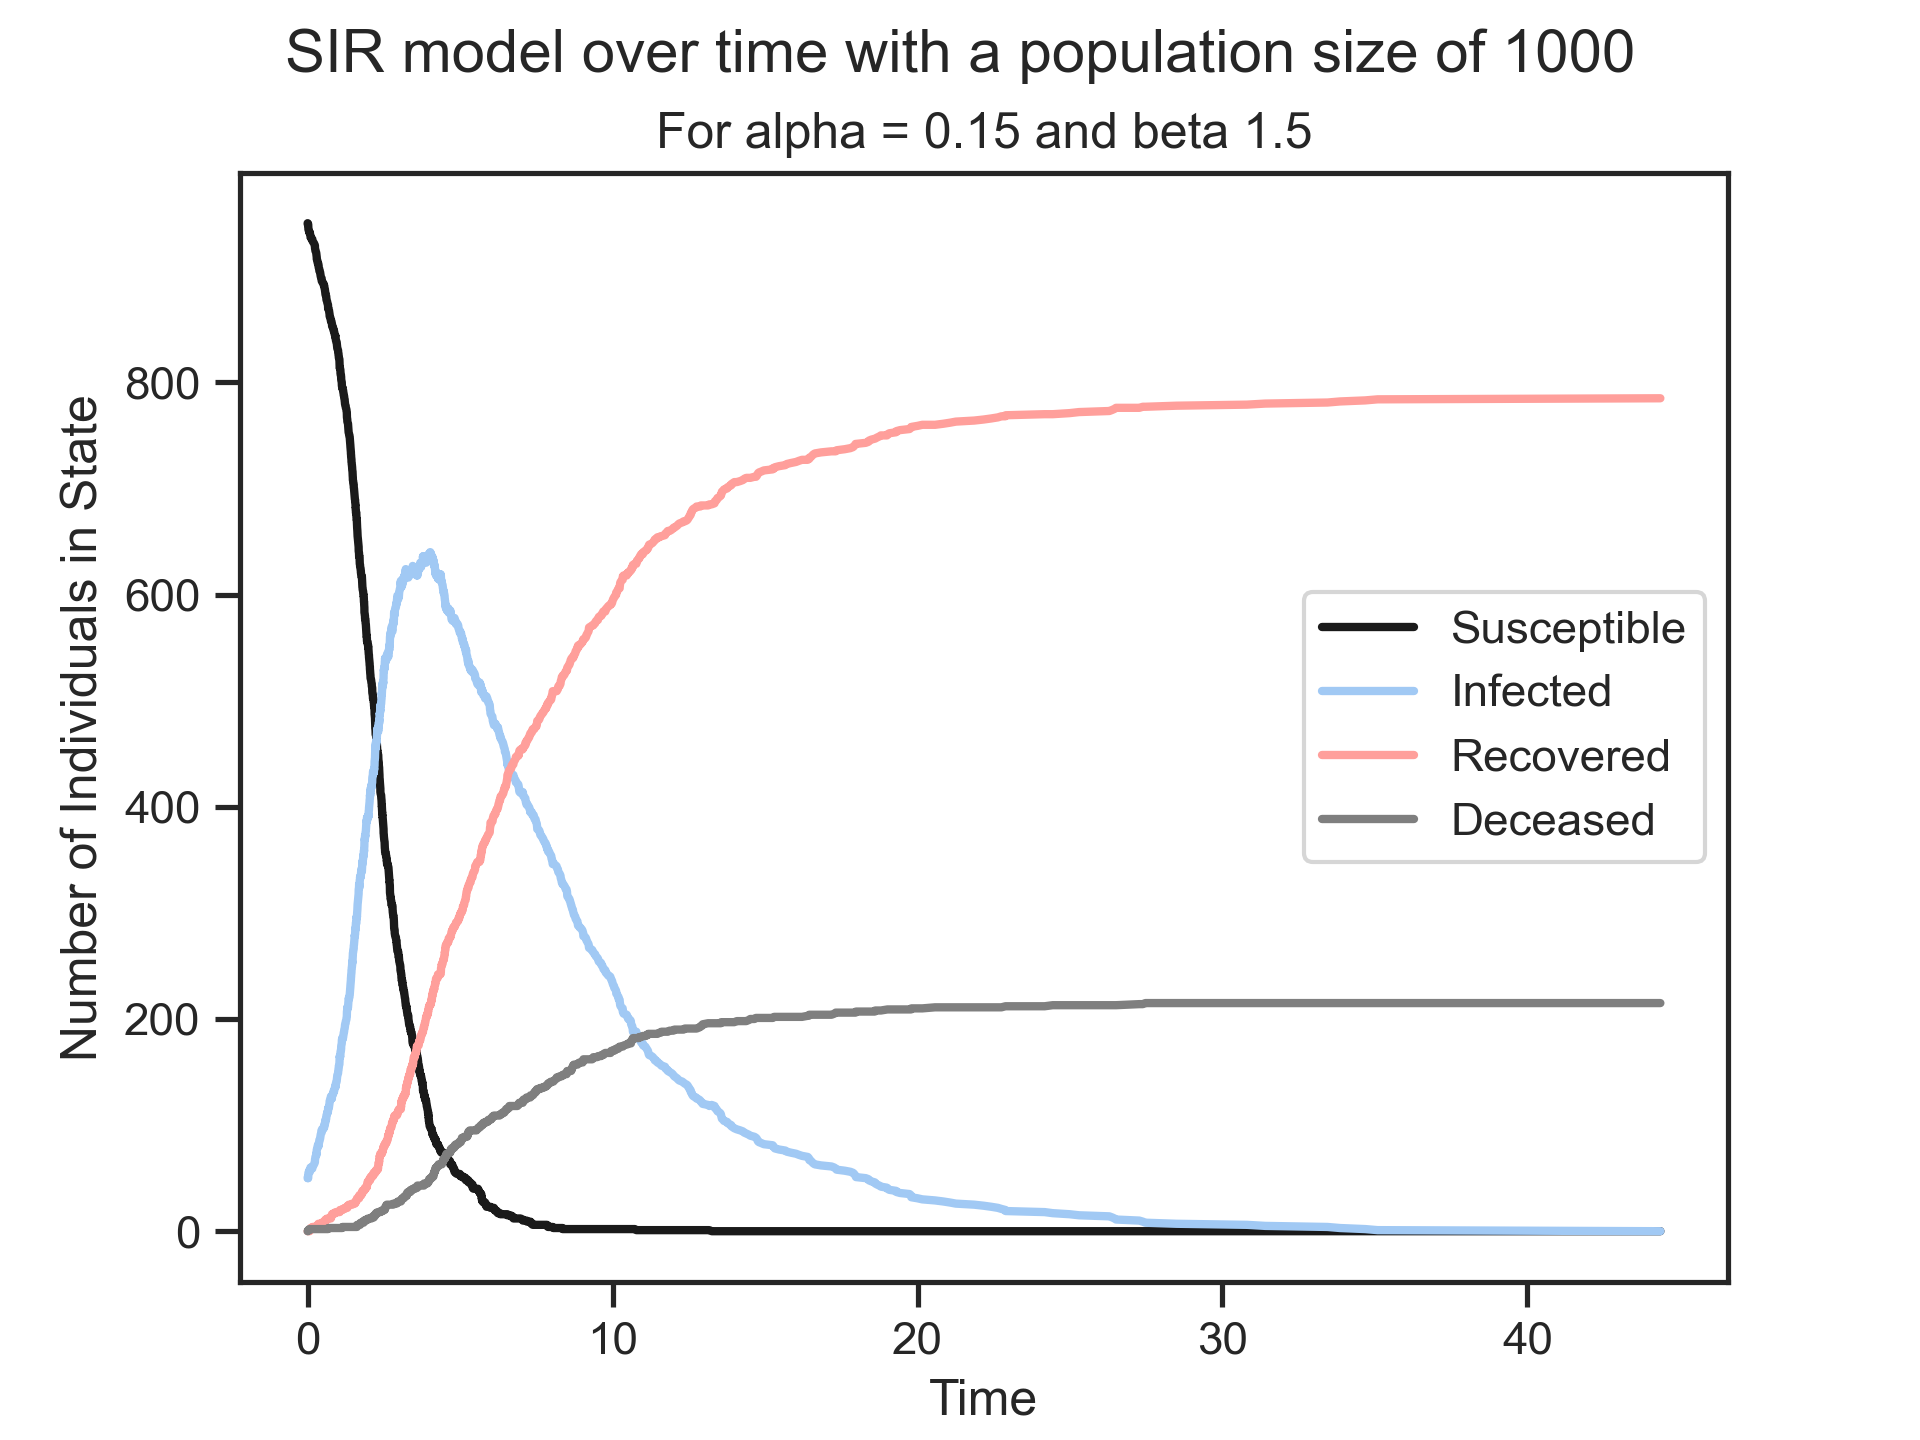 SIR model over time with a population size of 1000
For alpha = 0.15 and beta 1.5
Number of Individuals in State
800
600
400
200
0
Susceptible
Infected
Recovered
Deceased
0 10 20 30 40
Time